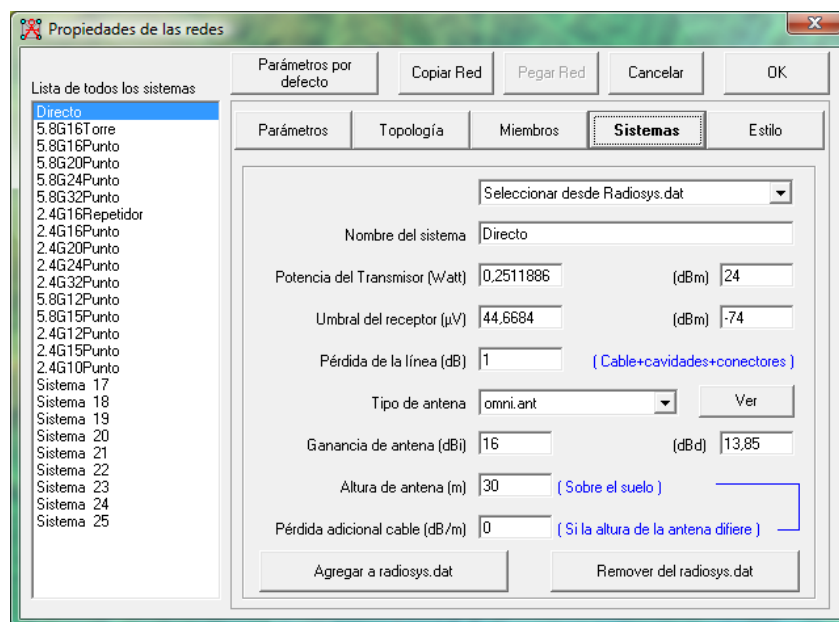 Propiedades de las redes
Parámetros por defecto
Copiar Red
Pegar Red
Cancelar
OK
Lista de todos los sistemas
Directo
5.8G16Torre
5.8G16Punto
5.8G20Punto
5.8G24Punto
5.8G32Punto
2.4G16Repetidor
2.4G16Punto
2.4G20Punto
2.4G24Punto
2.4G32Punto
5.8G12Punto
5.8G15Punto
2.4G12Punto
2.4G15Punto
2.4G10Punto
Sistema 17
Sistema 18
Sistema 19
Sistema 20
Sistema 21
Sistema 22
Sistema 23
Sistema 24
Sistema 25
Parámetros
Topología
Miembros
Sistemas
Estilo
Seleccionar desde Radiosys.dat
Nombre del sistema Directo
Potencia del Transmisor (Watt) 0,2511886 (dBm) 24
Umbral del receptor (µV) 44,6684 (dBm) -74
Pérdida de la línea (dB) 1 ( Cable+cavidades+conectores )
Tipo de antena omni.ant Ver
Ganancia de antena (dBi) 16 (dBd) 13,85
Altura de antena (m) 30 ( Sobre el suelo )
Pérdida adicional cable (dB/m) 0 ( Si la altura de la antena difiere )
Agregar a radiosys.dat
Remover del radiosys.dat